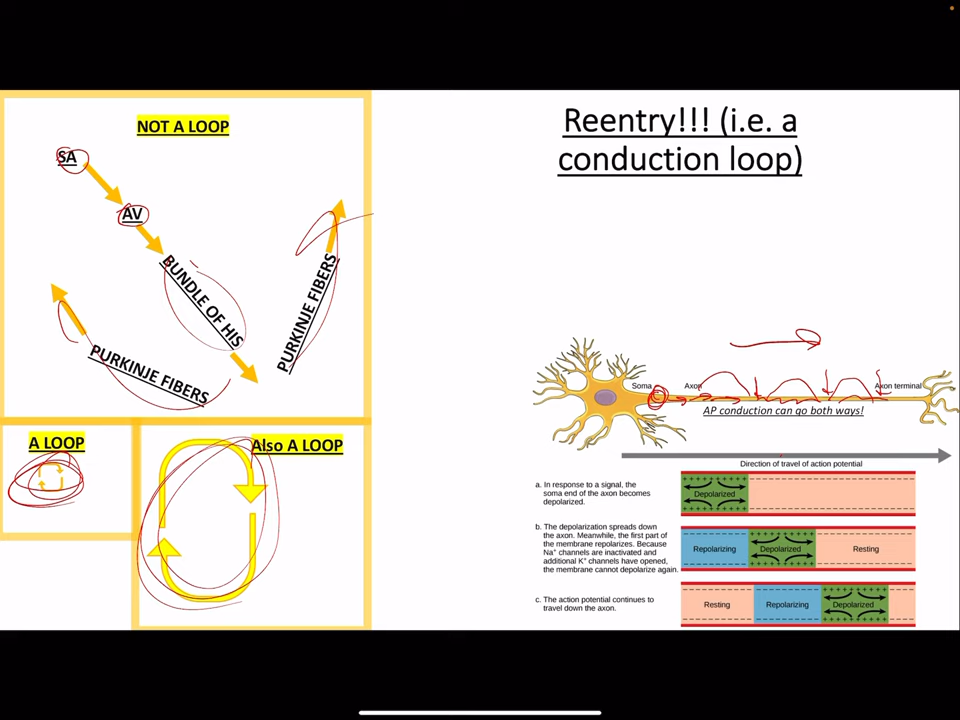 NOT A LOOP
SA
AV
BUNDLE OF HIS
PURKINJE FIBERS
PURKINJE FIBERS
A LOOP
Also A LOOP
Reentry!!! (i.e. a
conduction loop)
Soma
Axon
Axon terminal
AP conduction can go both ways!
Direction of travel of action potential
a. In response to a signal, the
soma end of the axon becomes
depolarized.
Depolarized
b. The depolarization spreads down
the axon. Meanwhile, the first part of
the membrane repolarizes. Because
Na⁺ channels are inactivated and
additional K⁺ channels have opened,
the membrane cannot depolarize again.
Repolarizing
Depolarized
Resting
c. The action potential continues to
travel down the axon.
Resting
Repolarizing
Depolarized